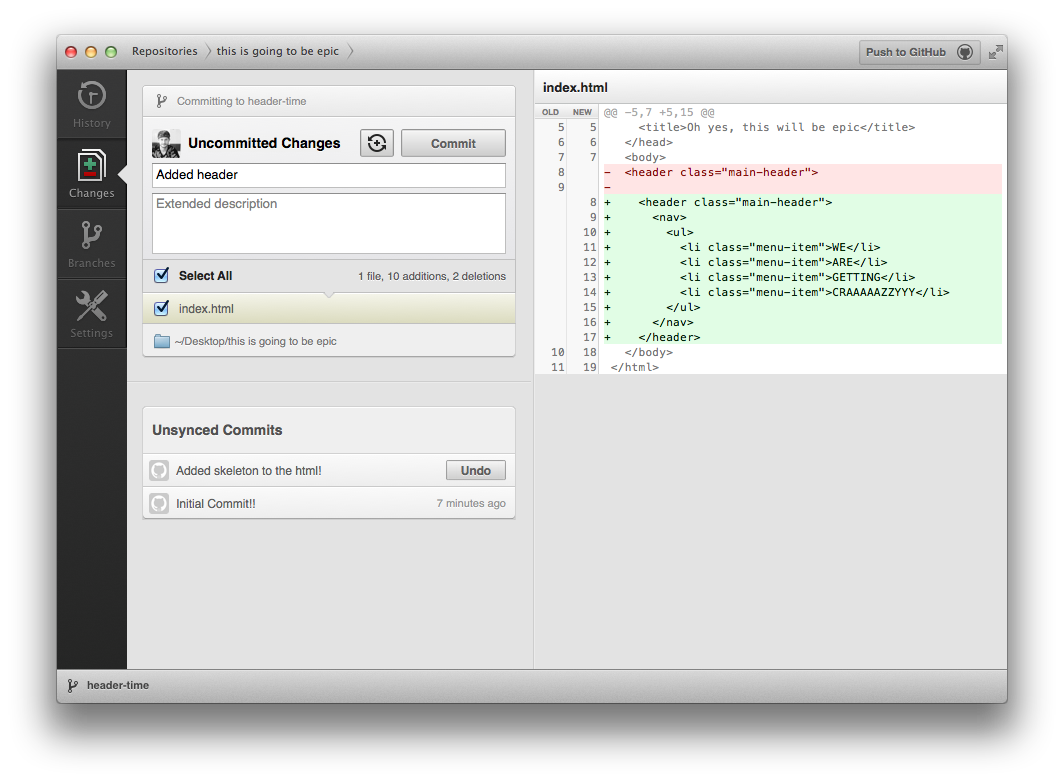 Repositories this is going to be epic Push to GitHub
History
Changes
Branches
Settings
Committing to header-time
Uncommitted Changes Commit
Added header
Extended description
Select All 1 file, 10 additions, 2 deletions
index.html
~/Desktop/this is going to be epic
Unsynced Commits
Added skeleton to the html! Undo
Initial Commit!! 7 minutes ago
index.html
OLD NEW @@ -5,7 +5,15 @@
5 5 <title>Oh yes, this will be epic</title>
6 6 </head>
7 7 <body>
8 - <header class="main-header">
9 -
8 + <header class="main-header">
9 + <nav>
10 + <ul>
11 + <li class="menu-item">WE</li>
12 + <li class="menu-item">ARE</li>
13 + <li class="menu-item">GETTING</li>
14 + <li class="menu-item">CRAAAAAZZYYY</li>
15 + </ul>
16 + </nav>
17 + </header>
10 18 </body>
11 19 </html>
header-time